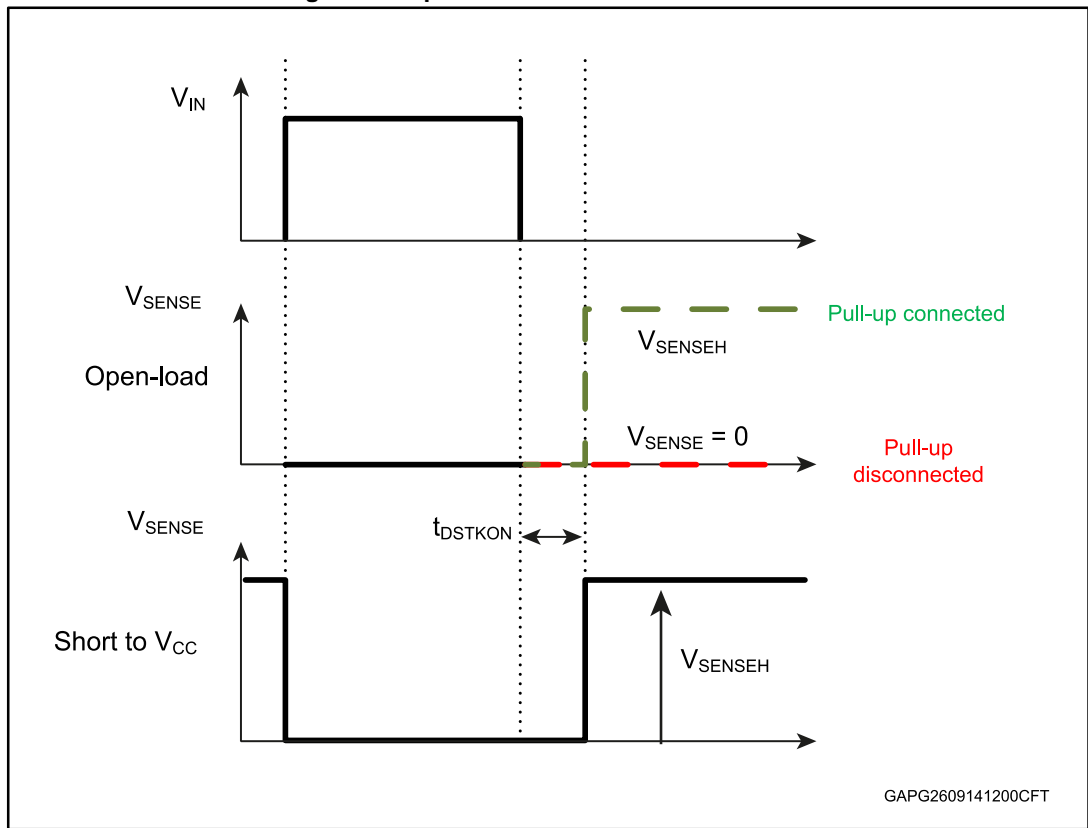 V_IN
V_SENSE
Pull-up connected
V_SENSEH
Open-load
V_SENSE = 0
Pull-up
disconnected
V_SENSE
t_DSTKON
Short to V_CC
V_SENSEH
GAPG2609141200CFT